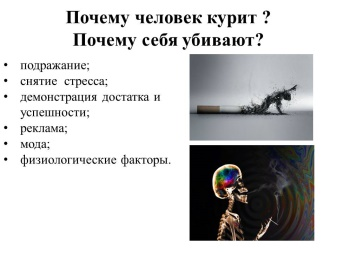 Почему человек курит ?
Почему себя убивают?
• подражание;
• снятие стресса;
• демонстрация достатка и
успешности;
• реклама;
• мода;
• физиологические факторы.